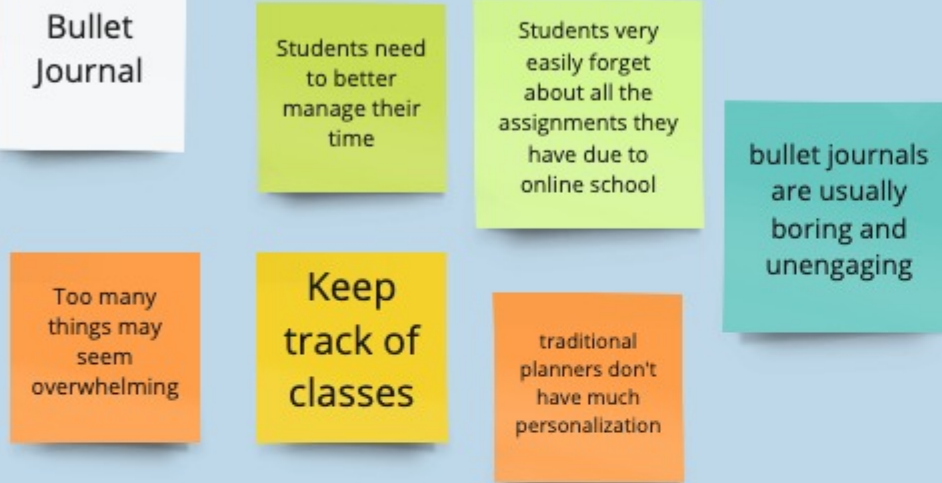 Bullet
Journal
Students need
to better
manage their
time
Students very
easily forget
about all the
assignments they
have due to
online school
bullet journals
are usually
boring and
unengaging
Too many
things may
seem
overwhelming
Keep
track of
classes
traditional
planners don't
have much
personalization